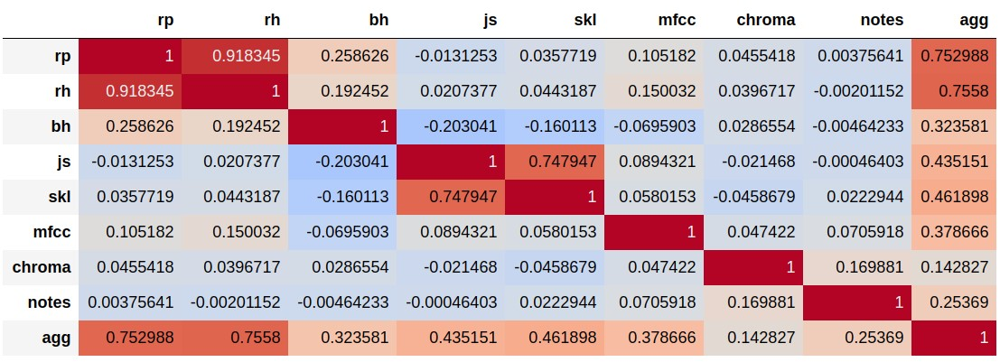 rp rh bh js skl mfcc chroma notes agg
rp 1 0.918345 0.258626 -0.0131253 0.0357719 0.105182 0.0455418 0.00375641 0.752988
rh 0.918345 1 0.192452 0.0207377 0.0443187 0.150032 0.0396717 -0.00201152 0.7558
bh 0.258626 0.192452 1 -0.203041 -0.160113 -0.0695903 0.0286554 -0.00464233 0.323581
js -0.0131253 0.0207377 -0.203041 1 0.747947 0.0894321 -0.021468 -0.00046403 0.435151
skl 0.0357719 0.0443187 -0.160113 0.747947 1 0.0580153 -0.0458679 0.0222944 0.461898
mfcc 0.105182 0.150032 -0.0695903 0.0894321 0.0580153 1 0.047422 0.0705918 0.378666
chroma 0.0455418 0.0396717 0.0286554 -0.021468 -0.0458679 0.047422 1 0.169881 0.142827
notes 0.00375641 -0.00201152 -0.00464233 -0.00046403 0.0222944 0.0705918 0.169881 1 0.25369
agg 0.752988 0.7558 0.323581 0.435151 0.461898 0.378666 0.142827 0.25369 1